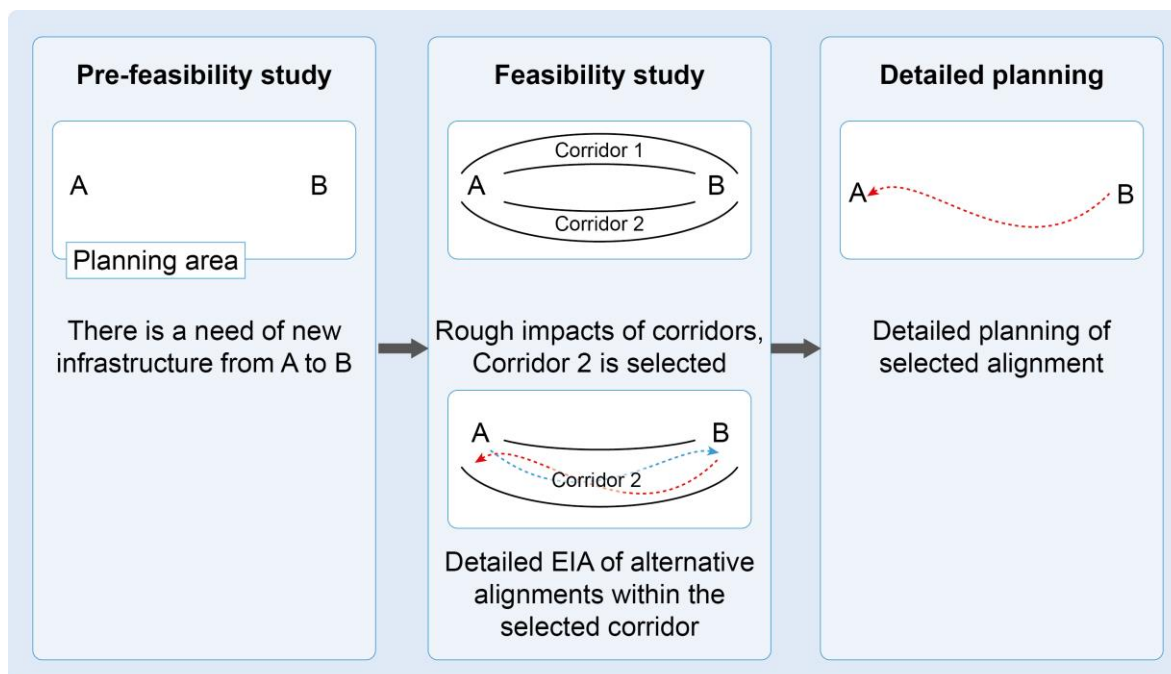 Pre-feasibility study
A
B
Planning area
There is a need of new
infrastructure from A to B
Feasibility study
Corridor 1
A
B
Corridor 2
Rough impacts of corridors,
Corridor 2 is selected
A
B
Corridor 2
Detailed EIA of alternative
alignments within the
selected corridor
Detailed planning
A
B
Detailed planning of
selected alignment